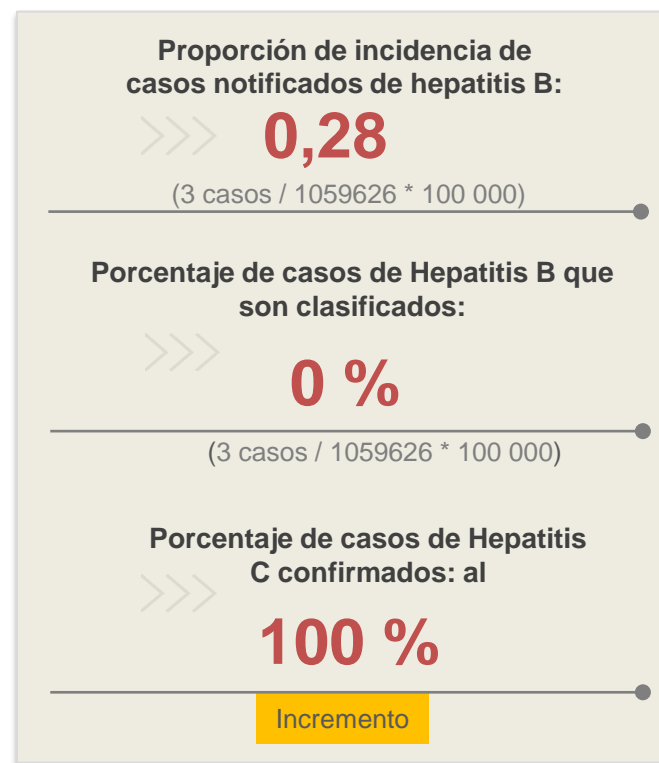 Proporción de incidencia de
casos notificados de hepatitis B:
0,28
(3 casos / 1059626 * 100 000)
Porcentaje de casos de Hepatitis B que
son clasificados:
0 %
(3 casos / 1059626 * 100 000)
Porcentaje de casos de Hepatitis
C confirmados: al
100 %
Incremento